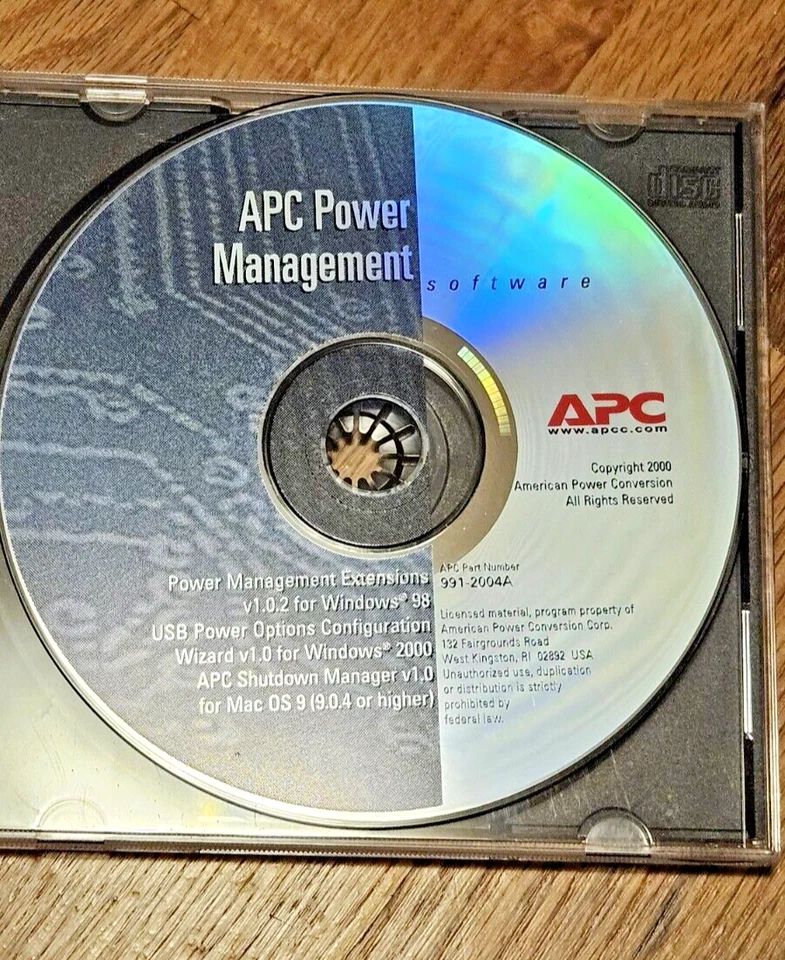 APC Power
Management
software
disc
APC
www.apcc.com
Copyright 2000
American Power Conversion
All Rights Reserved
APC Part Number
991-2004A
Power Management Extensions
v1.0.2 for Windows® 98
USB Power Options Configuration
Wizard v1.0 for Windows® 2000
APC Shutdown Manager v1.0
for Mac OS 9 (9.0.4 or higher)
Licensed material, program property of
American Power Conversion Corp.
132 Fairgrounds Road
West Kingston, RI 02892 USA
Unauthorized use, duplication
or distribution is strictly
prohibited by
federal law.